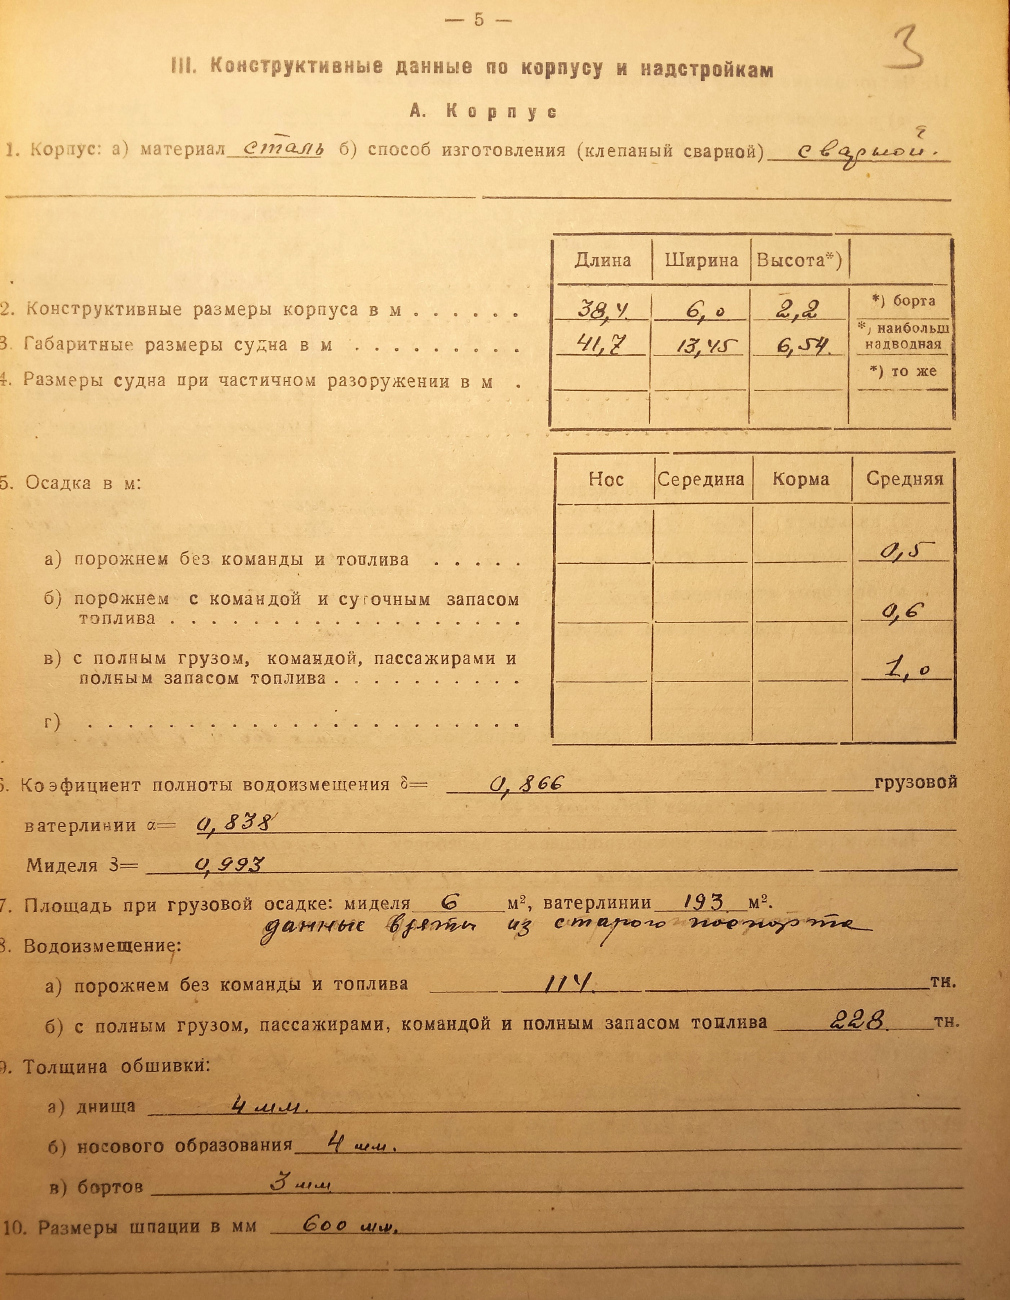 — 5 —
3
III. Конструктивные данные по корпусу и надстройкам
А. Корпус
1. Корпус: а) материал сталь б) способ изготовления (клепаный сварной) сварной.
Длина Ширина Высота*)
2. Конструктивные размеры корпуса в м . . . . . . 38,4 6,0 2,2 *) борта
3. Габаритные размеры судна в м . . . . . . . . . 41,7 13,45 6,54. *) наибольш надводная
4. Размеры судна при частичном разоружении в м . *) то же
5. Осадка в м: Нос Середина Корма Средняя
а) порожнем без команды и топлива . . . . . 0,5
б) порожнем с командой и суточным запасом
топлива . . . . . . . . . . . . . . . . . 0,6
в) с полным грузом, командой, пассажирами и
полным запасом топлива . . . . . . . . . . 1,0
г) . . . . . . . . . . . . . . . . . . . . .
6. Коэфициент полноты водоизмещения δ= 0,866 грузовой
ватерлинии α= 0,838
Миделя З= 0,993
7. Площадь при грузовой осадке: миделя 6 м², ватерлинии 193 м².
данные взяты из старого паспорта
8. Водоизмещение:
а) порожнем без команды и топлива 114 тн.
б) с полным грузом, пассажирами, командой и полным запасом топлива 228 тн.
9. Толщина обшивки:
а) днища 4 мм.
б) носового образования 4 мм.
в) бортов 3 мм
10. Размеры шпации в мм 600 мм.